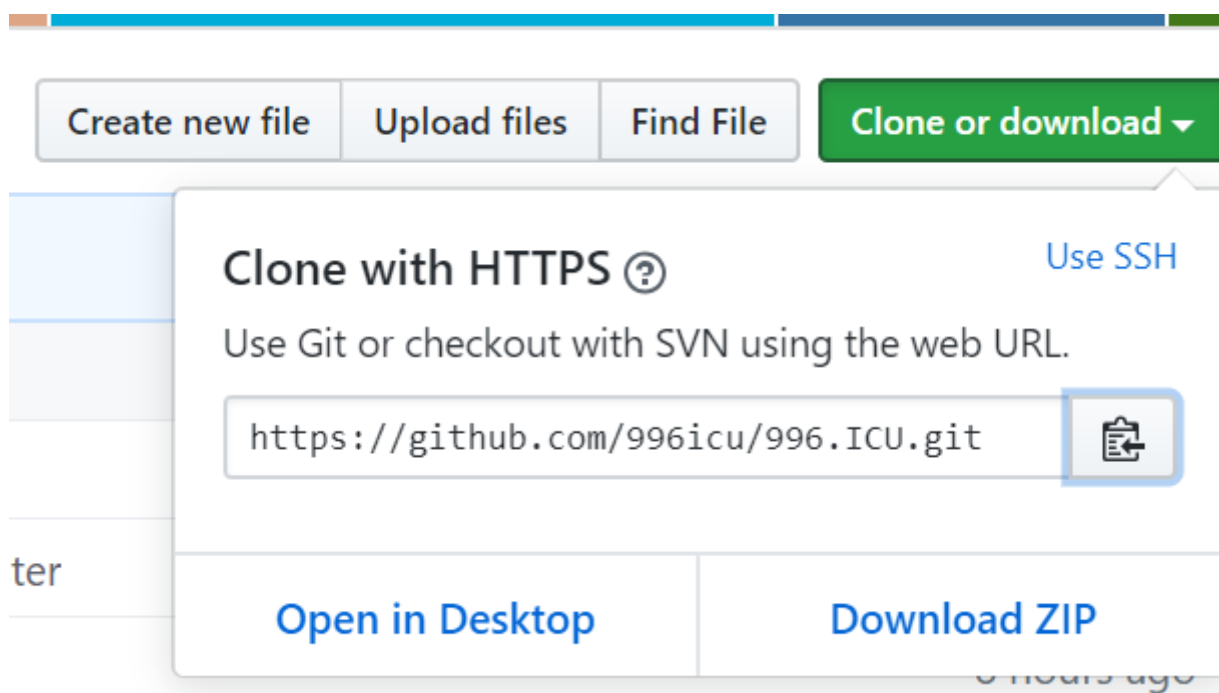 Create new file Upload files Find File Clone or download
Clone with HTTPS Use SSH
Use Git or checkout with SVN using the web URL.
https://github.com/996icu/996.ICU.git
ter
Open in Desktop Download ZIP
hours ago